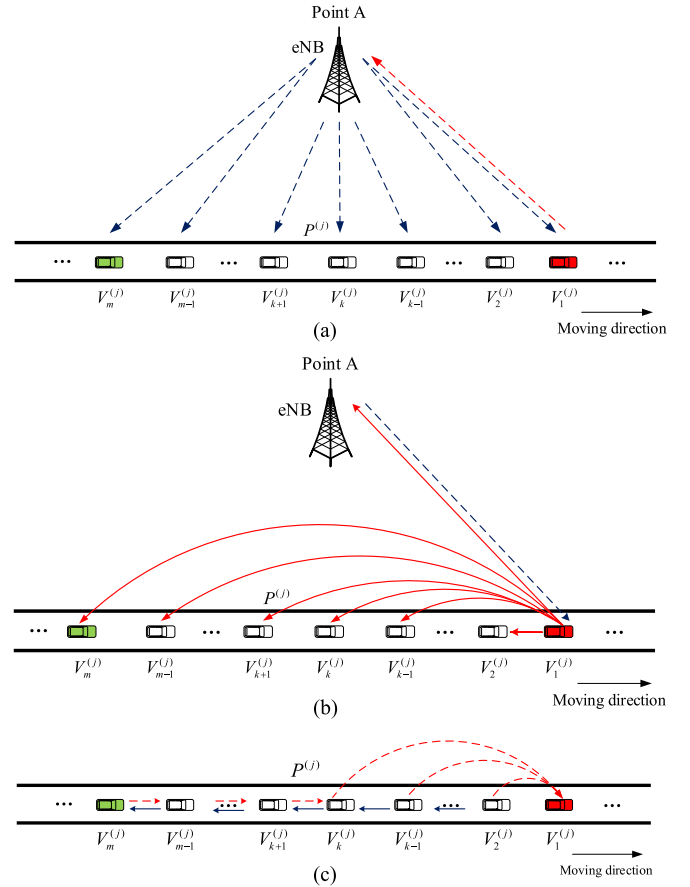 Point A
eNB
P^{(j)}
... ... ... ...
V_m^{(j)} V_{m-1}^{(j)} V_{k+1}^{(j)} V_k^{(j)} V_{k-1}^{(j)} V_2^{(j)} V_1^{(j)}
Moving direction
(a)
Point A
eNB
P^{(j)}
... ... ... ...
V_m^{(j)} V_{m-1}^{(j)} V_{k+1}^{(j)} V_k^{(j)} V_{k-1}^{(j)} V_2^{(j)} V_1^{(j)}
Moving direction
(b)
P^{(j)}
... ... ... ...
V_m^{(j)} V_{m-1}^{(j)} V_{k+1}^{(j)} V_k^{(j)} V_{k-1}^{(j)} V_2^{(j)} V_1^{(j)}
Moving direction
(c)